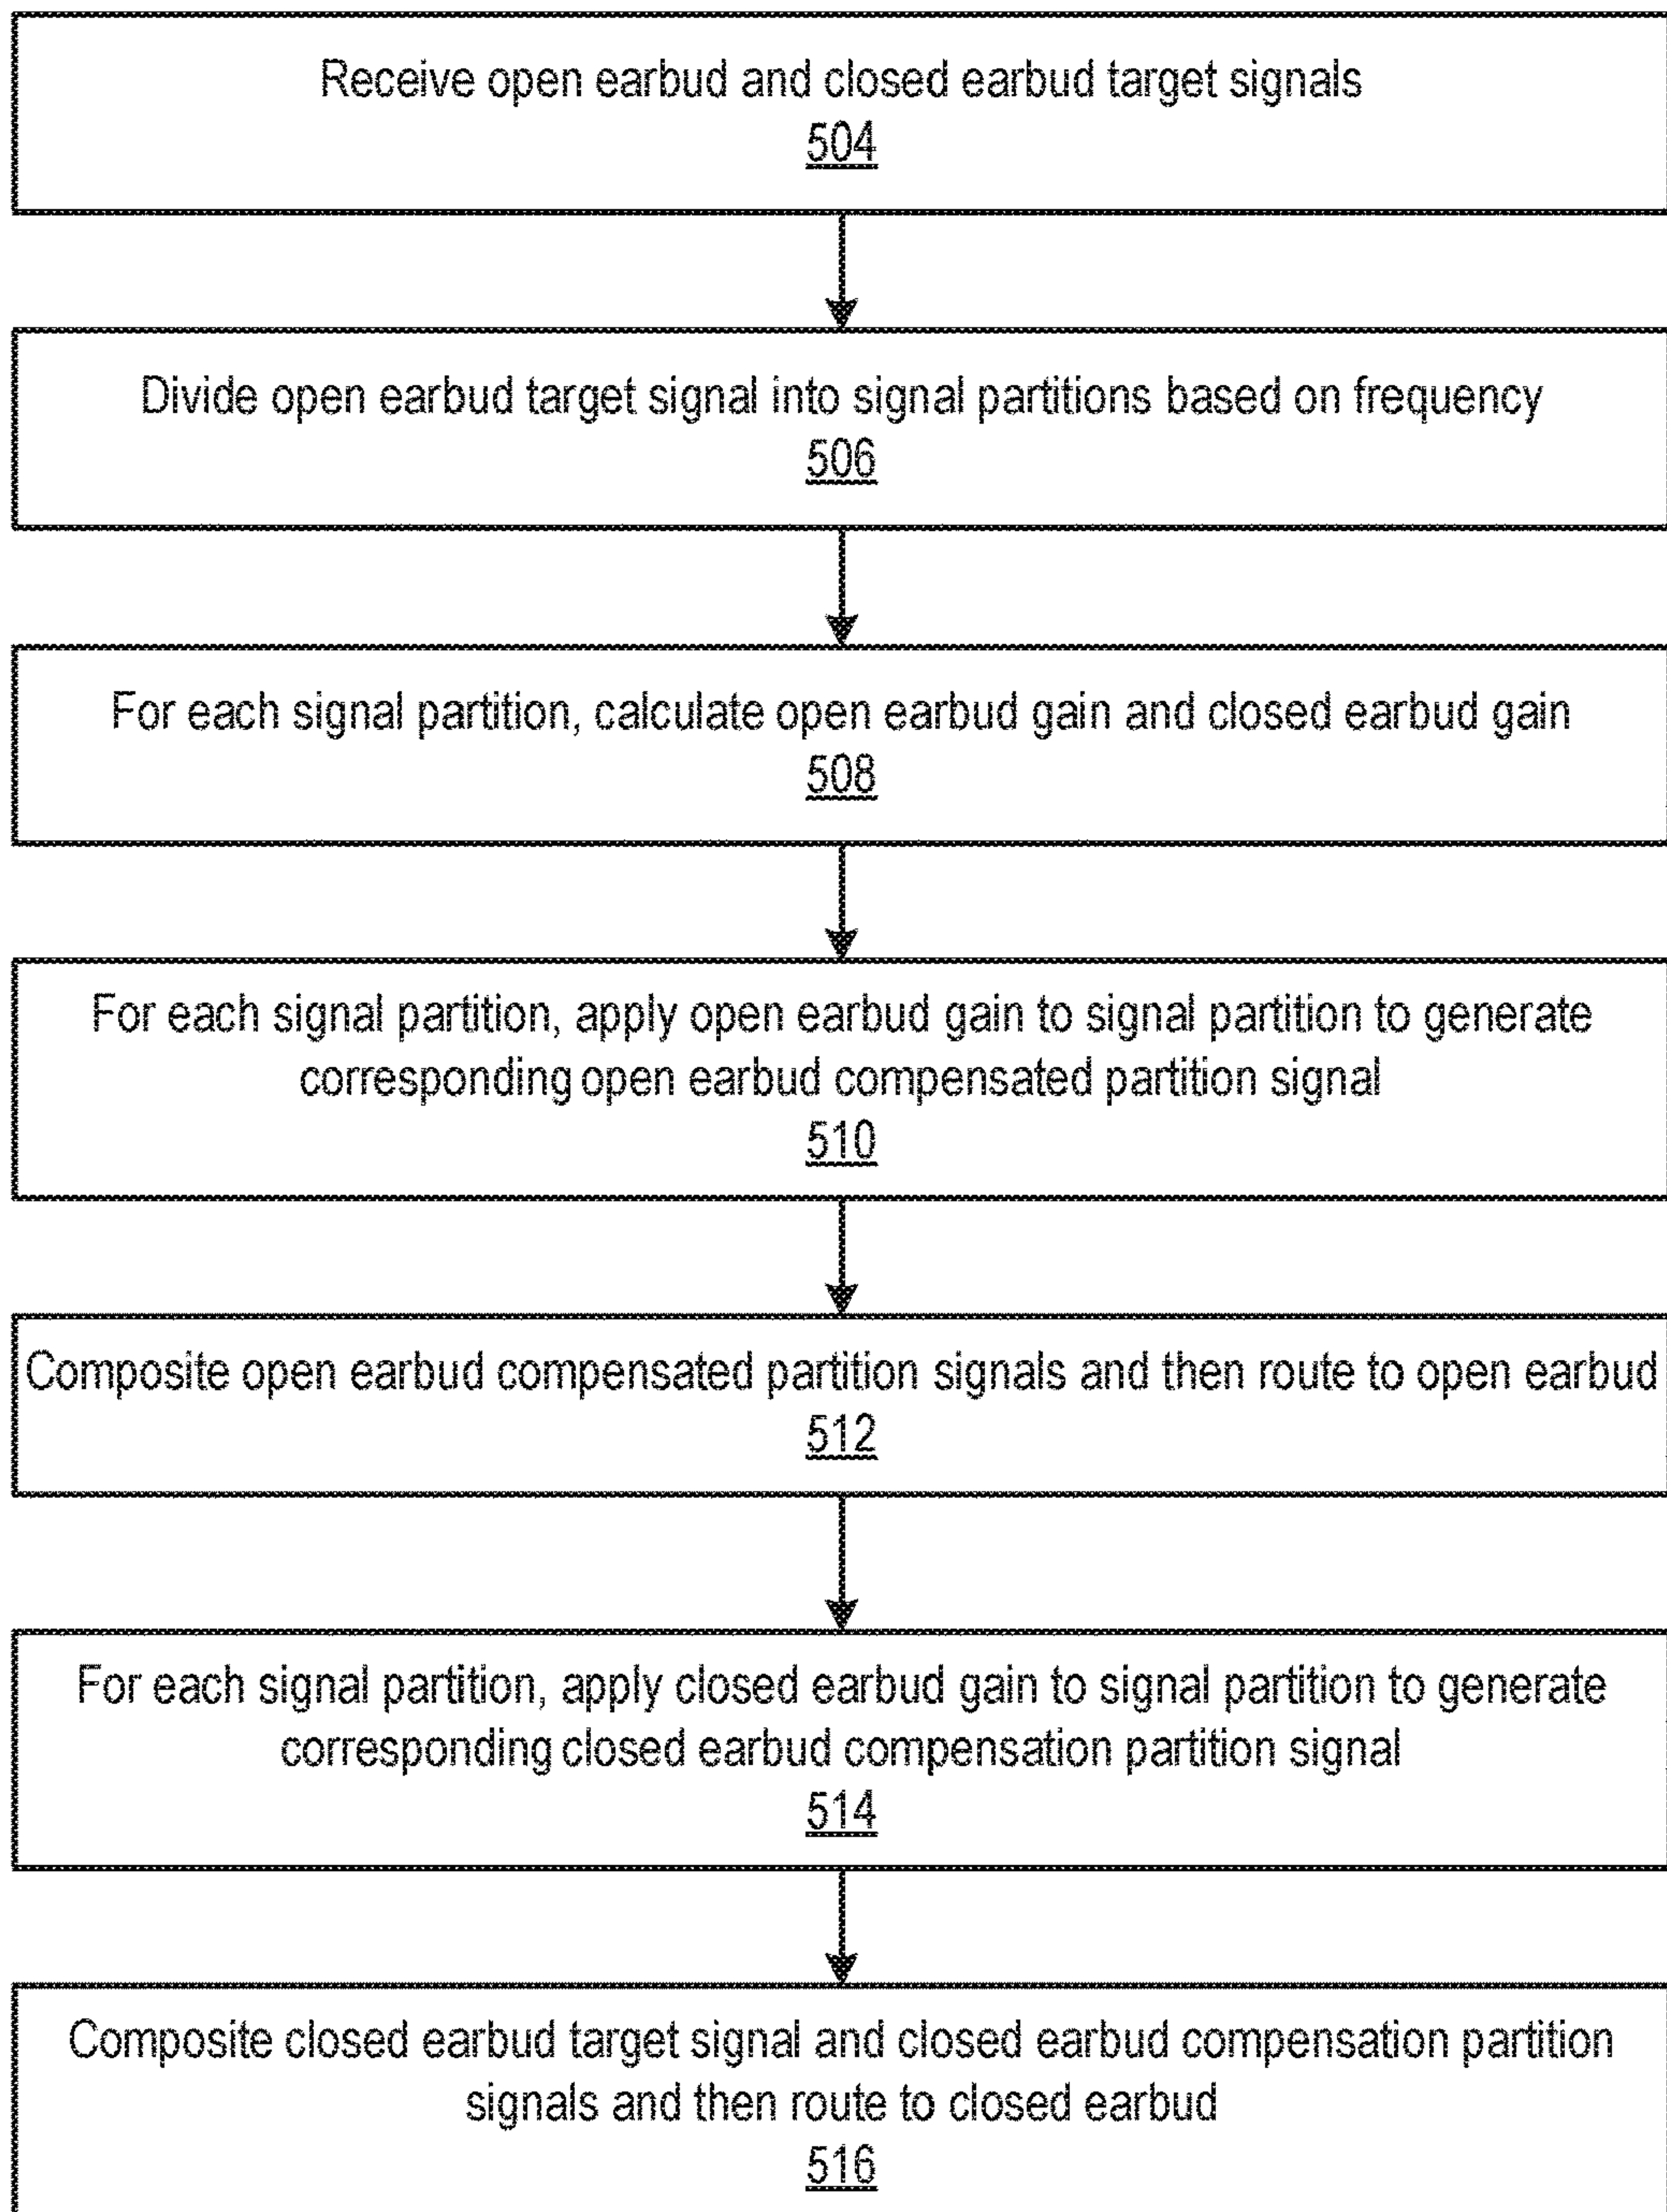 Receive open earbud and closed earbud target signals
504
Divide open earbud target signal into signal partitions based on frequency
506
For each signal partition, calculate open earbud gain and closed earbud gain
508
For each signal partition, apply open earbud gain to signal partition to generate
corresponding open earbud compensated partition signal
510
Composite open earbud compensated partition signals and then route to open earbud
512
For each signal partition, apply closed earbud gain to signal partition to generate
corresponding closed earbud compensation partition signal
514
Composite closed earbud target signal and closed earbud compensation partition
signals and then route to closed earbud
516